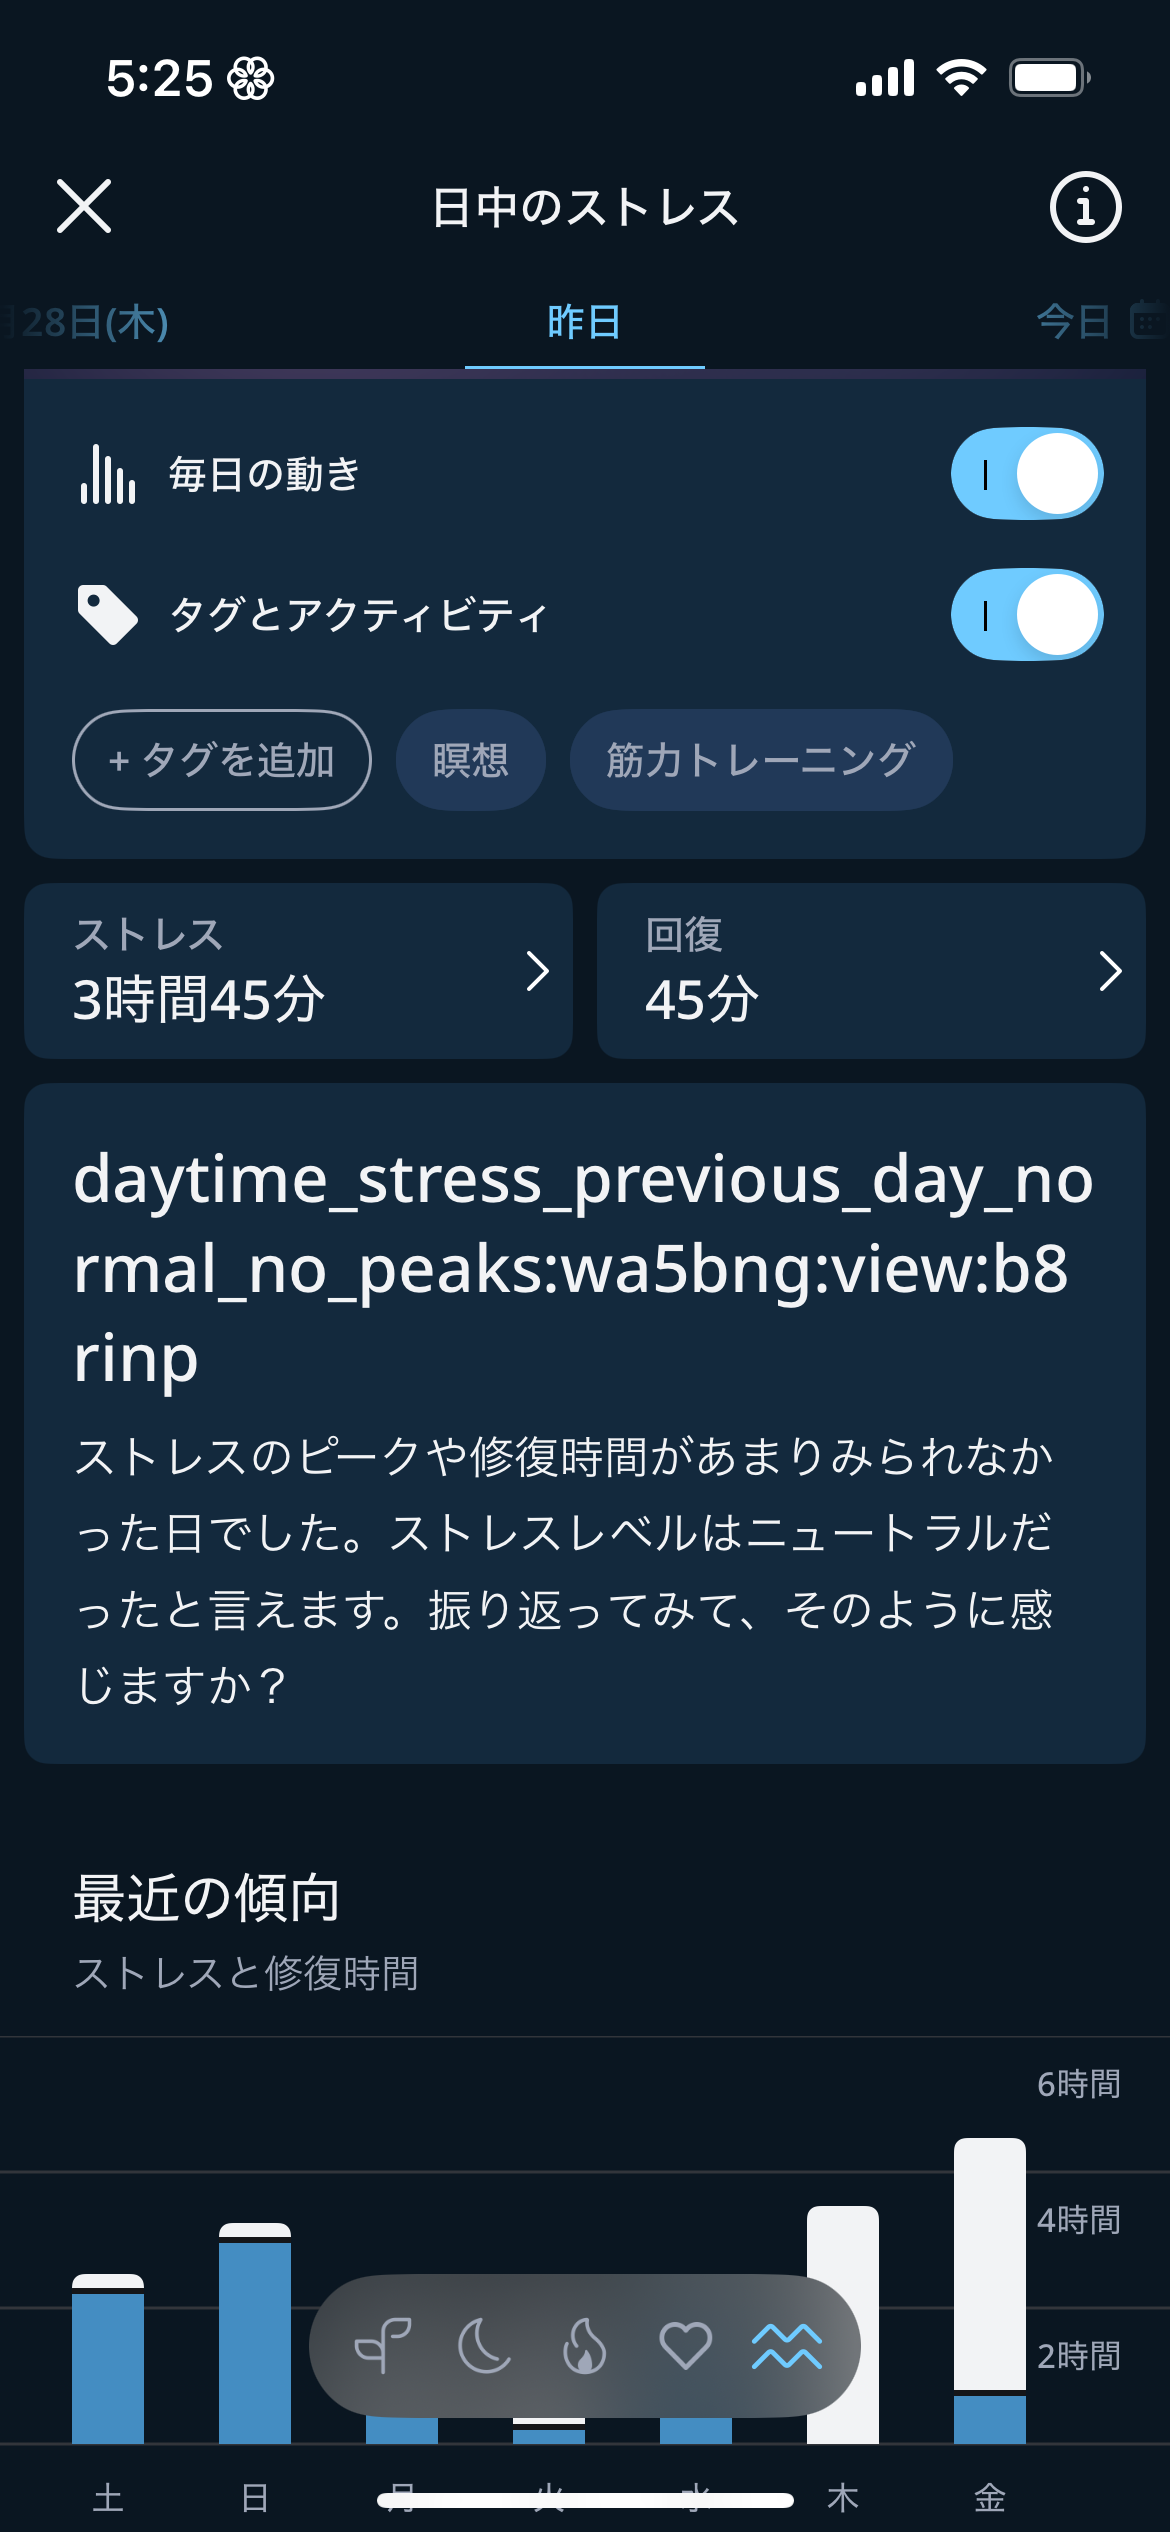 5:25
日中のストレス
28日(木)
昨日
今日
毎日の動き
タグとアクティビティ
+ タグを追加
瞑想
筋力トレーニング
ストレス
3時間45分
回復
45分
daytime_stress_previous_day_no
rmal_no_peaks:wa5bng:view:b8
rinp
ストレスのピークや修復時間があまりみられなか
った日でした。ストレスレベルはニュートラルだ
ったと言えます。振り返ってみて、そのように感
じますか？
最近の傾向
ストレスと修復時間
6時間
4時間
2時間
土
日
月
火
水
木
金